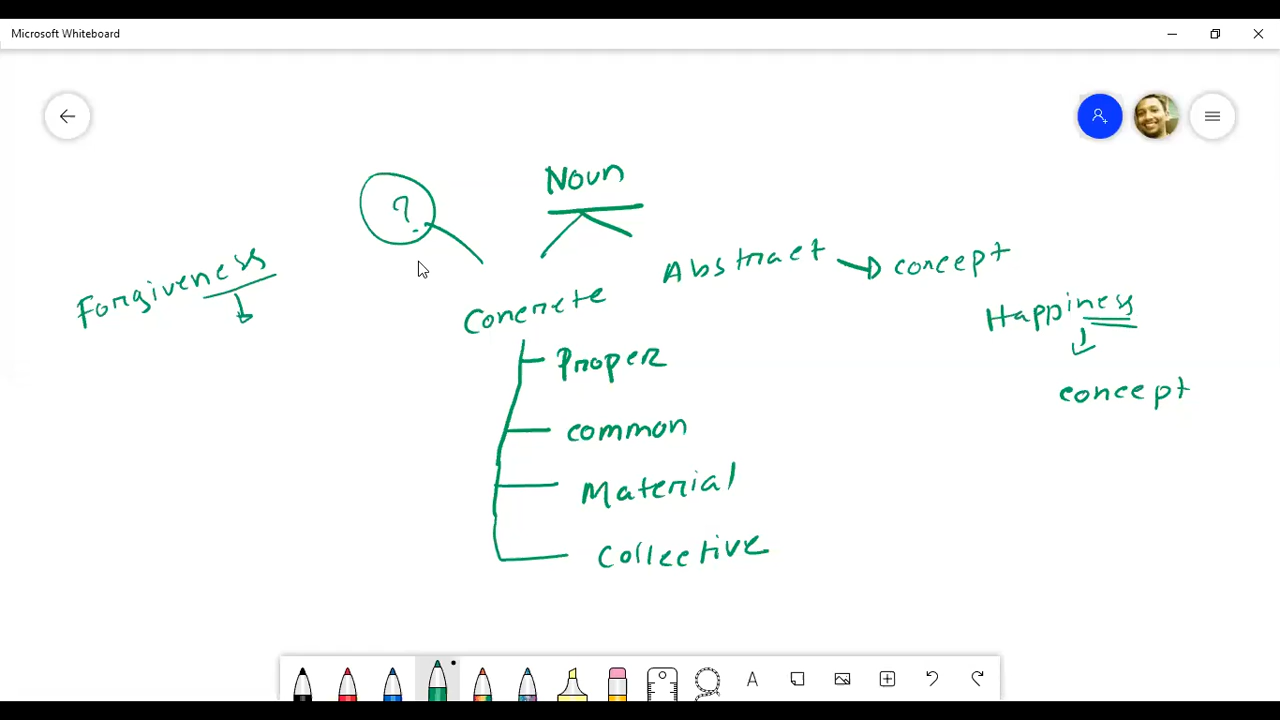 Microsoft Whiteboard
Noun
?
Forgiveness
Abstract → concept
Concrete
Happiness
Proper
concept
common
Material
Collective
A